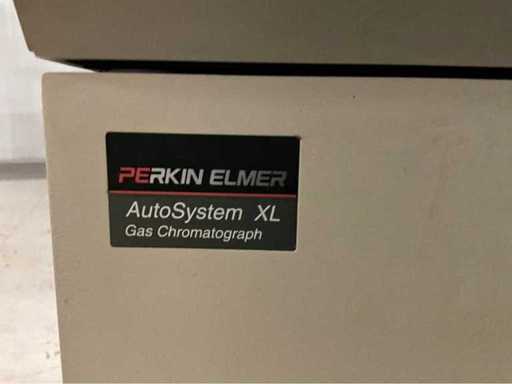 PERKIN ELMER
AutoSystem XL
Gas Chromatograph